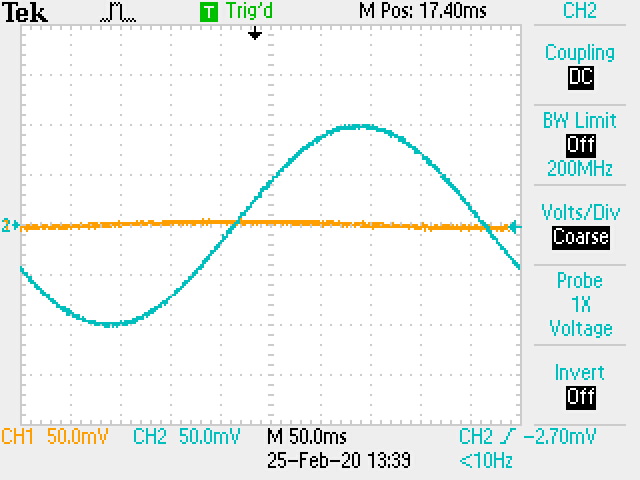 Tek T Trig'd M Pos: 17.40ms CH2
Coupling
DC
BW Limit
Off
200MHz
2
Volts/Div
Coarse
Probe
1X
Voltage
Invert
Off
CH1 50.0mV CH2 50.0mV M 50.0ms CH2 -2.70mV
25-Feb-20 13:39 <10Hz